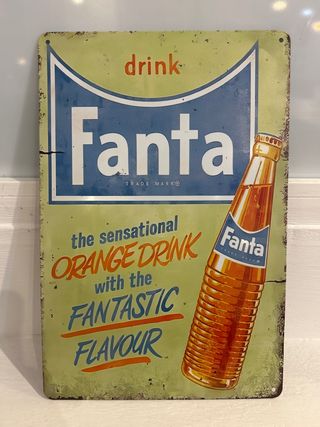 drink
Fanta
TRADE MARK ®
the sensational
ORANGE DRINK
with the
FANTASTIC
FLAVOUR
Fanta